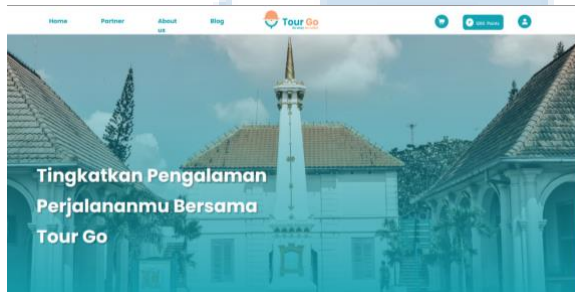 Home
Partner
About
us
Blog
Tour Go
Tingkatkan Pengalaman
Perjalananmu Bersama
Tour Go